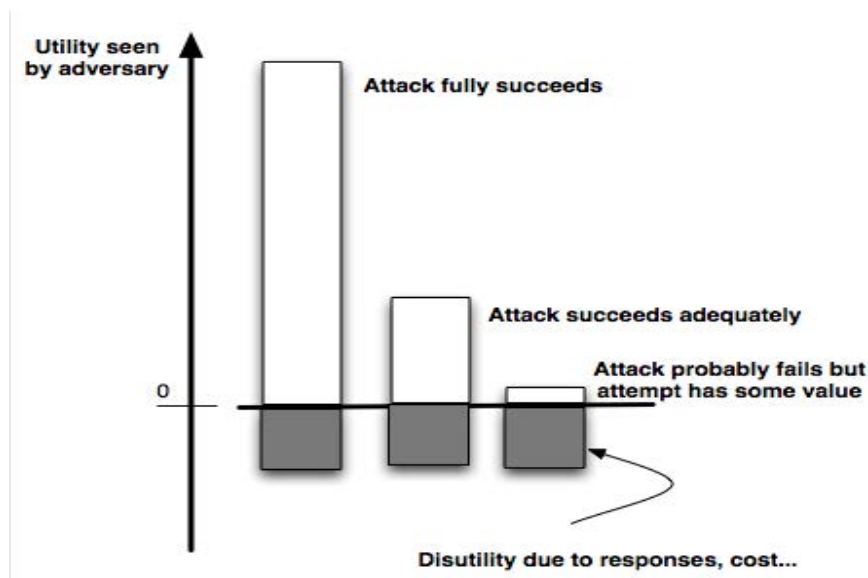 Utility seen
by adversary
Attack fully succeeds
Attack succeeds adequately
Attack probably fails but
attempt has some value
0
Disutility due to responses, cost...